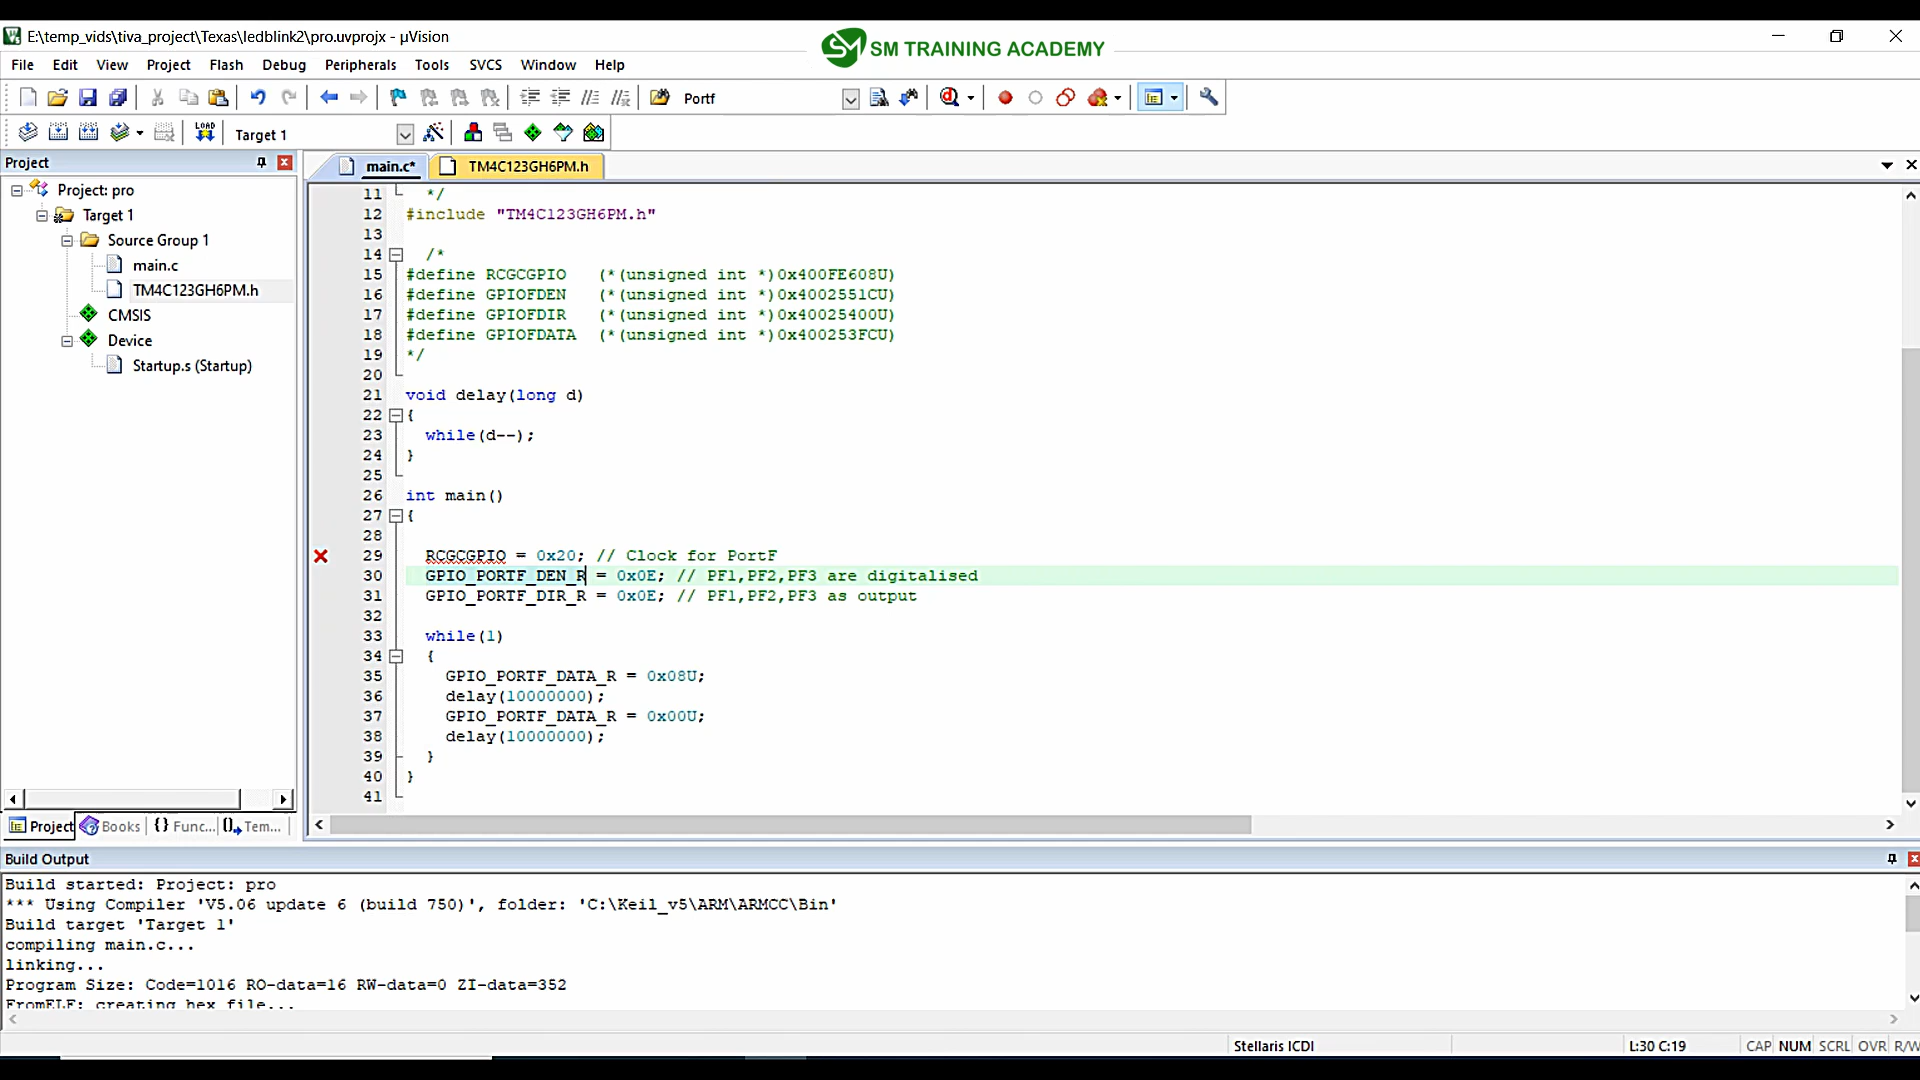 E:\temp_vids\tiva_project\Texas\ledblink2\pro.uvprojx - µVision
SM TRAINING ACADEMY
File Edit View Project Flash Debug Peripherals Tools SVCS Window Help
Portf
LOAD Target 1
Project
main.c* TM4C123GH6PM.h
Project: pro
Target 1
Source Group 1
main.c
TM4C123GH6PM.h
CMSIS
Device
Startup.s (Startup)
11 */
12 #include "TM4C123GH6PM.h"
13
14 /*
15 #define RCGCGPIO (*(unsigned int *)0x400FE608U)
16 #define GPIOFDEN (*(unsigned int *)0x4002551CU)
17 #define GPIOFDIR (*(unsigned int *)0x40025400U)
18 #define GPIOFDATA (*(unsigned int *)0x400253FCU)
19 */
20
21 void delay(long d)
22 {
23 while(d--);
24 }
25
26 int main()
27 {
28
29 RCGCGPIO = 0x20; // Clock for PortF
30 GPIO_PORTF_DEN_R = 0x0E; // PF1,PF2,PF3 are digitalised
31 GPIO_PORTF_DIR_R = 0x0E; // PF1,PF2,PF3 as output
32
33 while(1)
34 {
35 GPIO_PORTF_DATA_R = 0x08U;
36 delay(10000000);
37 GPIO_PORTF_DATA_R = 0x00U;
38 delay(10000000);
39 }
40 }
41
Project Books {} Func... Tem...
Build Output
Build started: Project: pro
*** Using Compiler 'V5.06 update 6 (build 750)', folder: 'C:\Keil_v5\ARM\ARMCC\Bin'
Build target 'Target 1'
compiling main.c...
linking...
Program Size: Code=1016 RO-data=16 RW-data=0 ZI-data=352
FromELF: creating hex file...
Stellaris ICDI L:30 C:19 CAP NUM SCRL OVR R/W